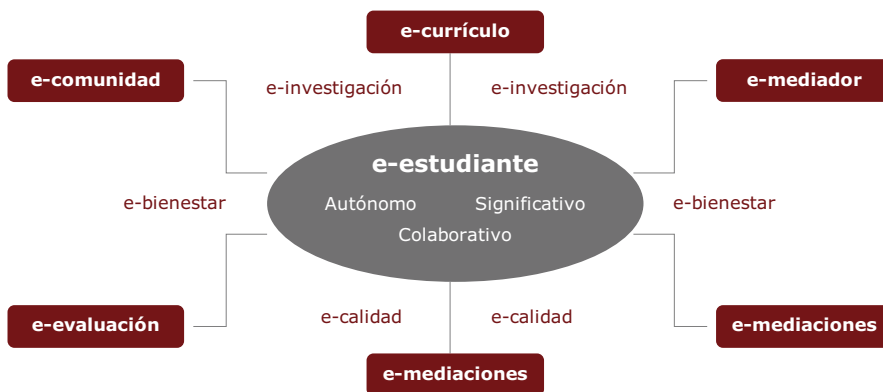 e-currículo
e-comunidad
e-mediador
e-investigación
e-investigación
e-estudiante
Autónomo
Significativo
Colaborativo
e-bienestar
e-bienestar
e-evaluación
e-mediaciones
e-calidad
e-calidad
e-mediaciones